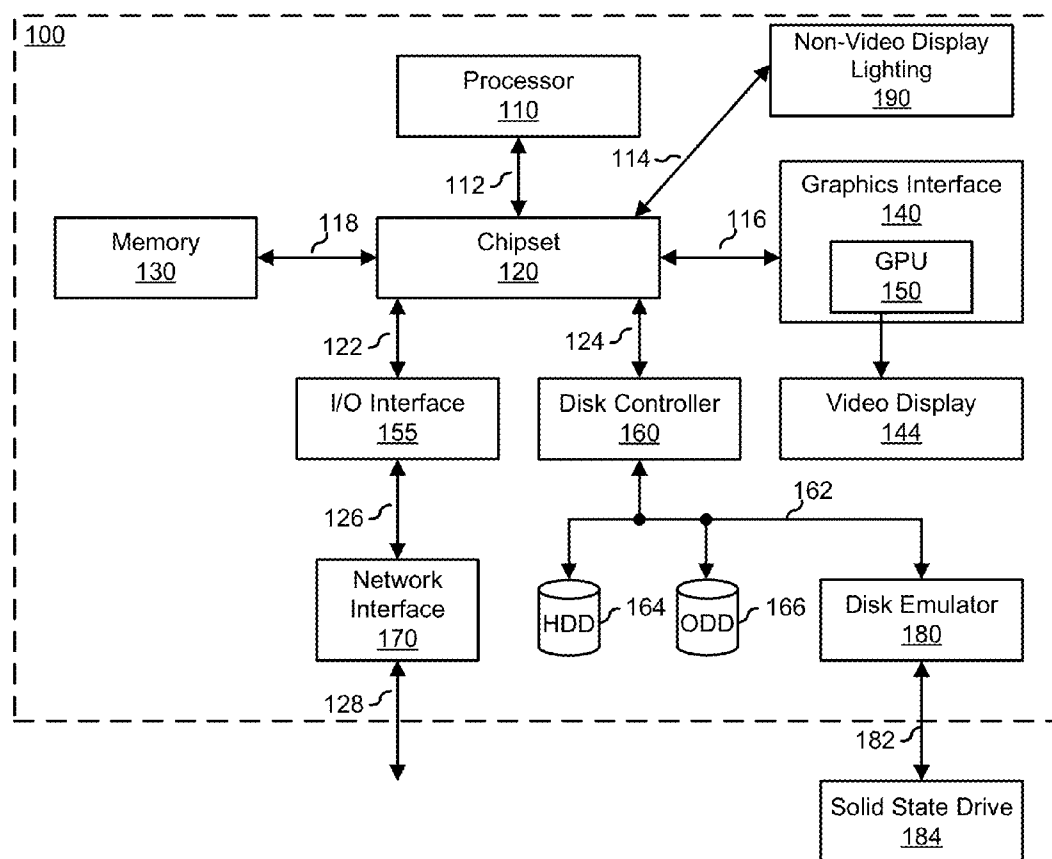 100
Non-Video Display
Lighting
190
Processor
110
114
112
Graphics Interface
140
GPU
150
116
118
Memory
130
Chipset
120
122
124
I/O Interface
155
Disk Controller
160
Video Display
144
162
126
Network
Interface
170
HDD
164
ODD
166
Disk Emulator
180
128
182
Solid State Drive
184